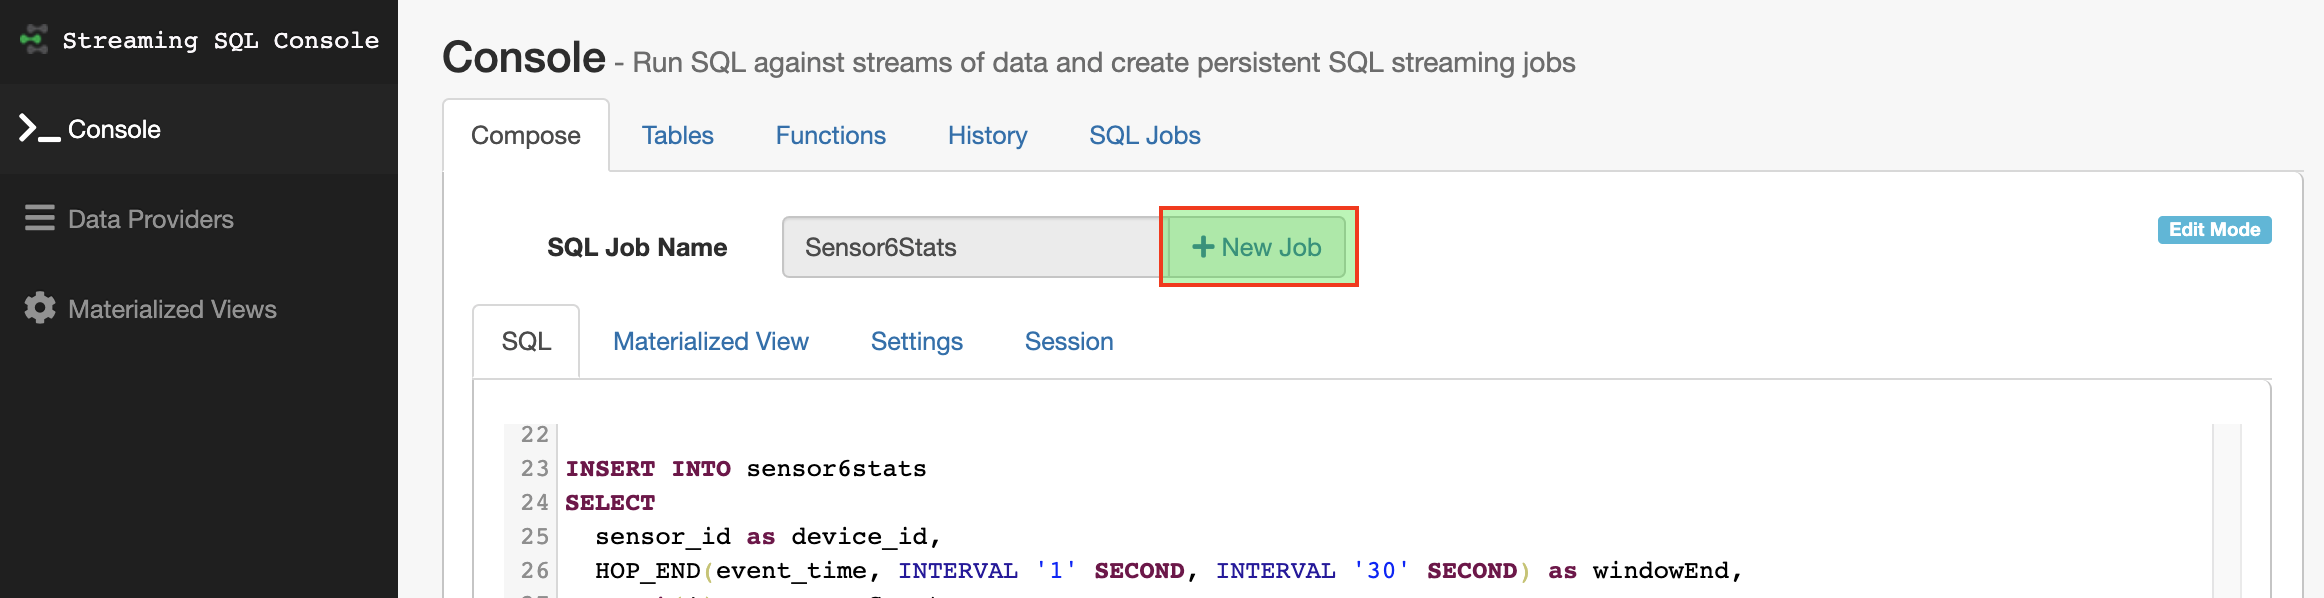 Streaming SQL Console
Console
Data Providers
Materialized Views
Console - Run SQL against streams of data and create persistent SQL streaming jobs
Compose Tables Functions History SQL Jobs
SQL Job Name Sensor6Stats + New Job Edit Mode
SQL Materialized View Settings Session
22
23 INSERT INTO sensor6stats
24 SELECT
25 sensor_id as device_id,
26 HOP_END(event_time, INTERVAL '1' SECOND, INTERVAL '30' SECOND) as windowEnd,